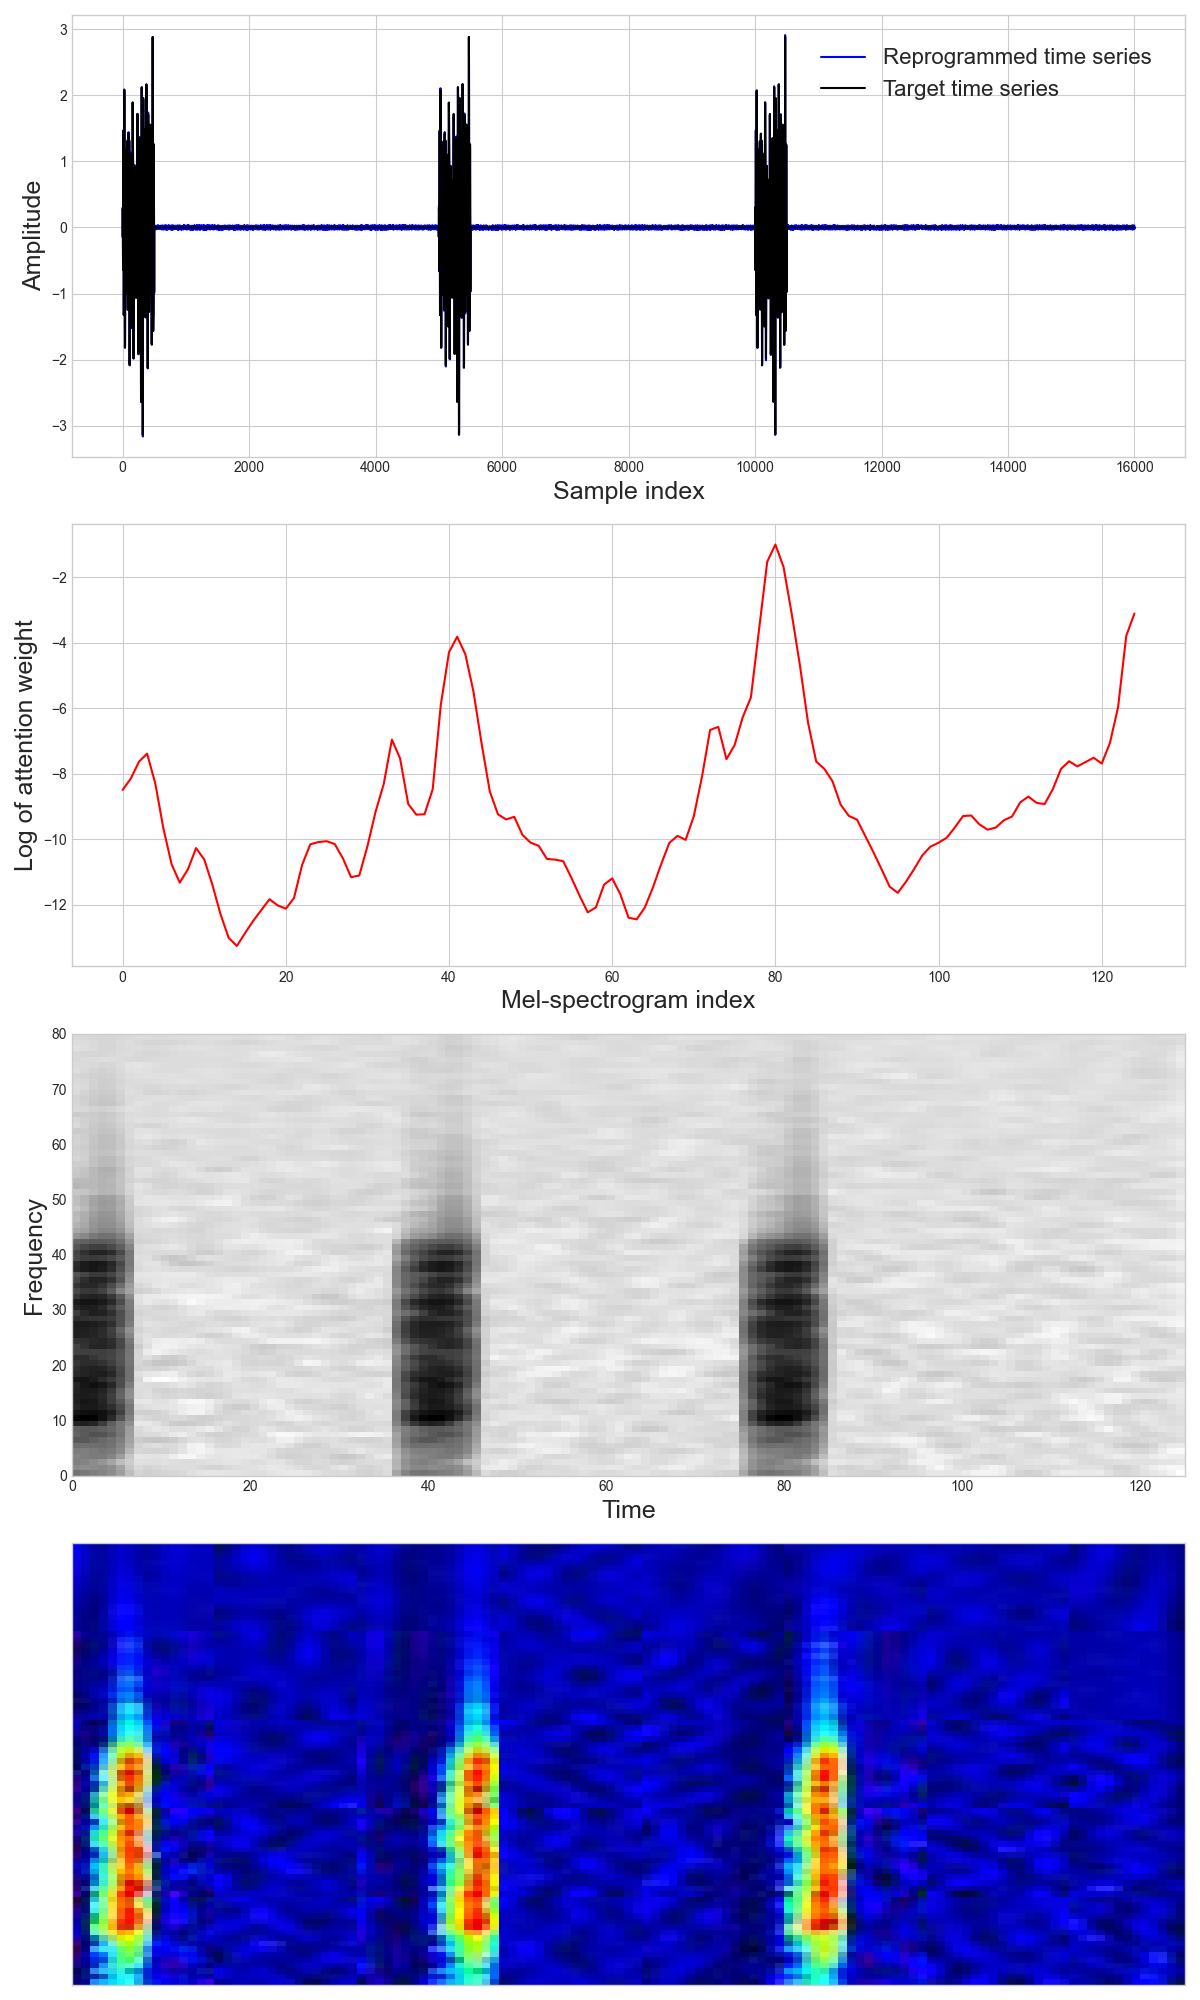 3
2
1
0
−1
−2
−3
Amplitude
Reprogrammed time series
Target time series
0 2000 4000 6000 8000 10000 12000 14000 16000
Sample index
−2
−4
−6
−8
−10
−12
Log of attention weight
0 20 40 60 80 100 120
Mel-spectrogram index
80
70
60
50
40
30
20
10
0
Frequency
0 20 40 60 80 100 120
Time